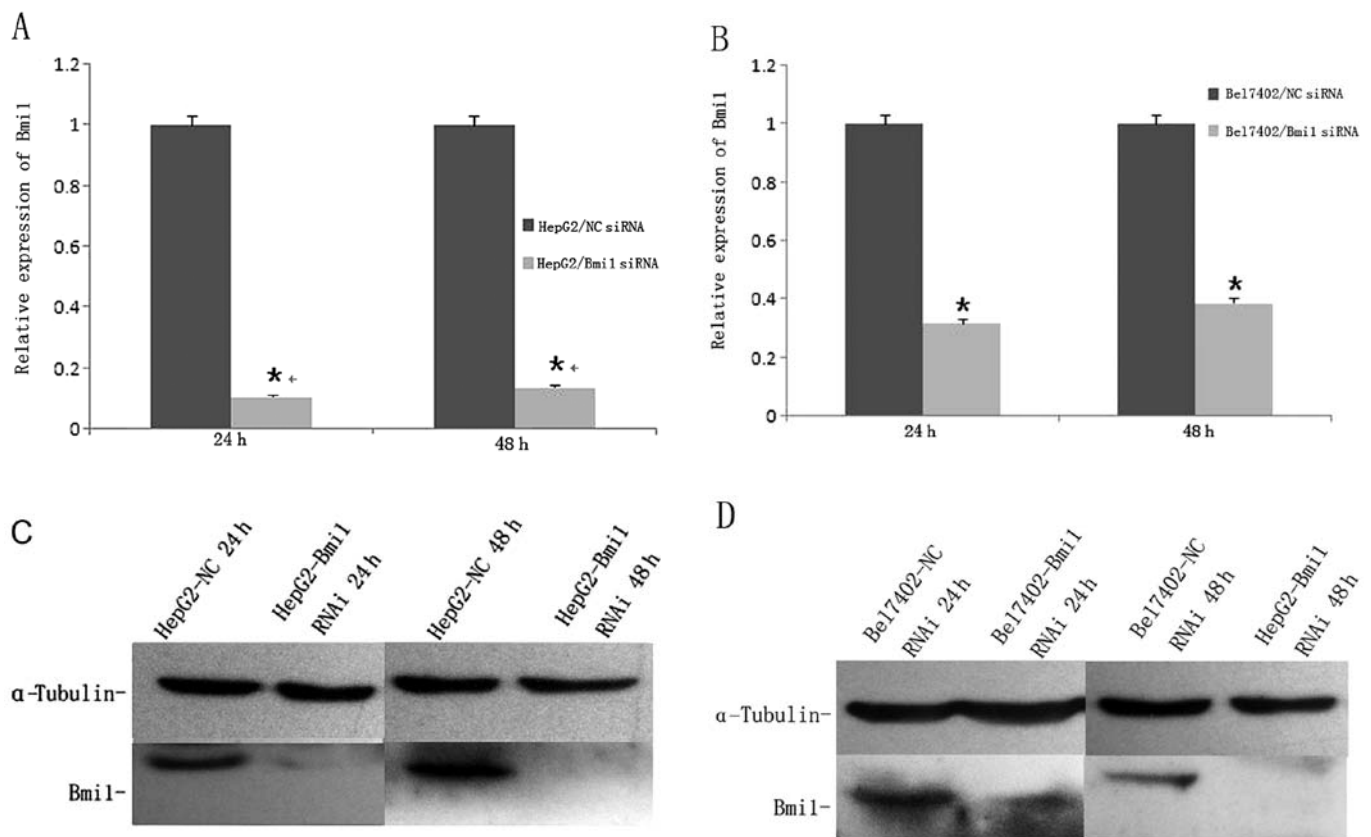 A
1.2
1
0.8
0.6
0.4
0.2
0
Relative expression of Bmi1
HepG2/NC siRNA
HepG2/Bmi1 siRNA
*
*
24 h
48 h
B
1.2
1
0.8
0.6
0.4
0.2
0
Relative expression of Bmi1
Bel7402/NC siRNA
Bel7402/Bmi1 siRNA
*
*
24 h
48 h
C
HepG2-NC 24 h
HepG2-Bmi1
RNAi 24 h
HepG2-NC 48 h
HepG2-Bmi1
RNAi 48 h
α-Tubulin-
Bmi1-
D
Bel7402-NC
RNAi 24 h
Bel7402-Bmi1
RNAi 24 h
Bel7402-NC
RNAi 48 h
HepG2-Bmi1
RNAi 48 h
α-Tubulin-
Bmi1-